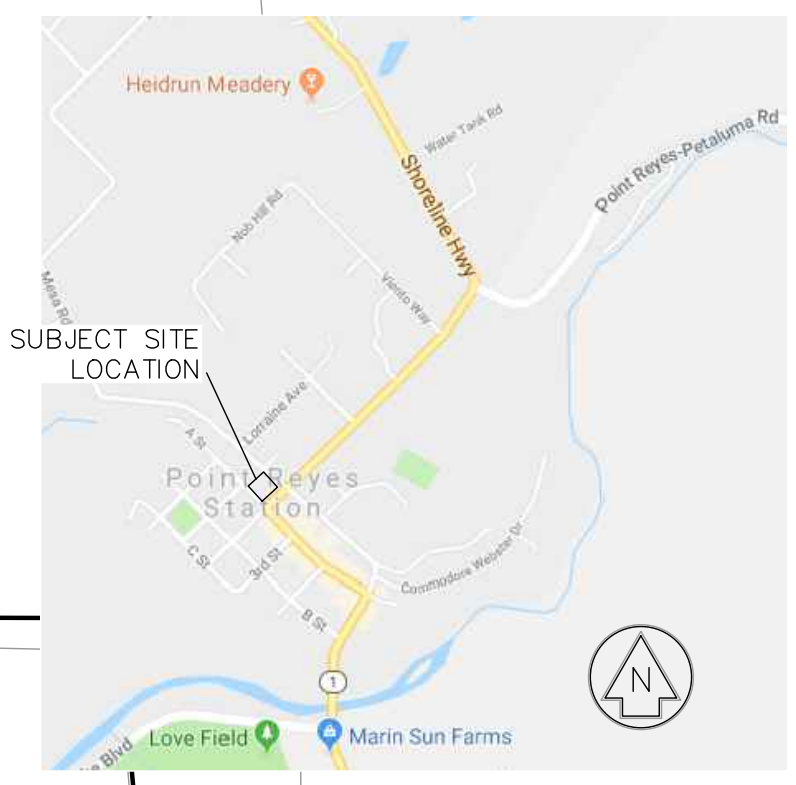 Heidrun Meadery
Water Tank Rd
Point Reyes-Petaluma Rd
Shoreline Hwy
Nob Hill Rd
Mesa Rd
Viento Way
SUBJECT SITE
LOCATION
Lorraine Ave
A St
Point Reyes
Station
C St
3rd St
Commodore Webster Dr
B St
N
1
Love Field
Marin Sun Farms
Blvd